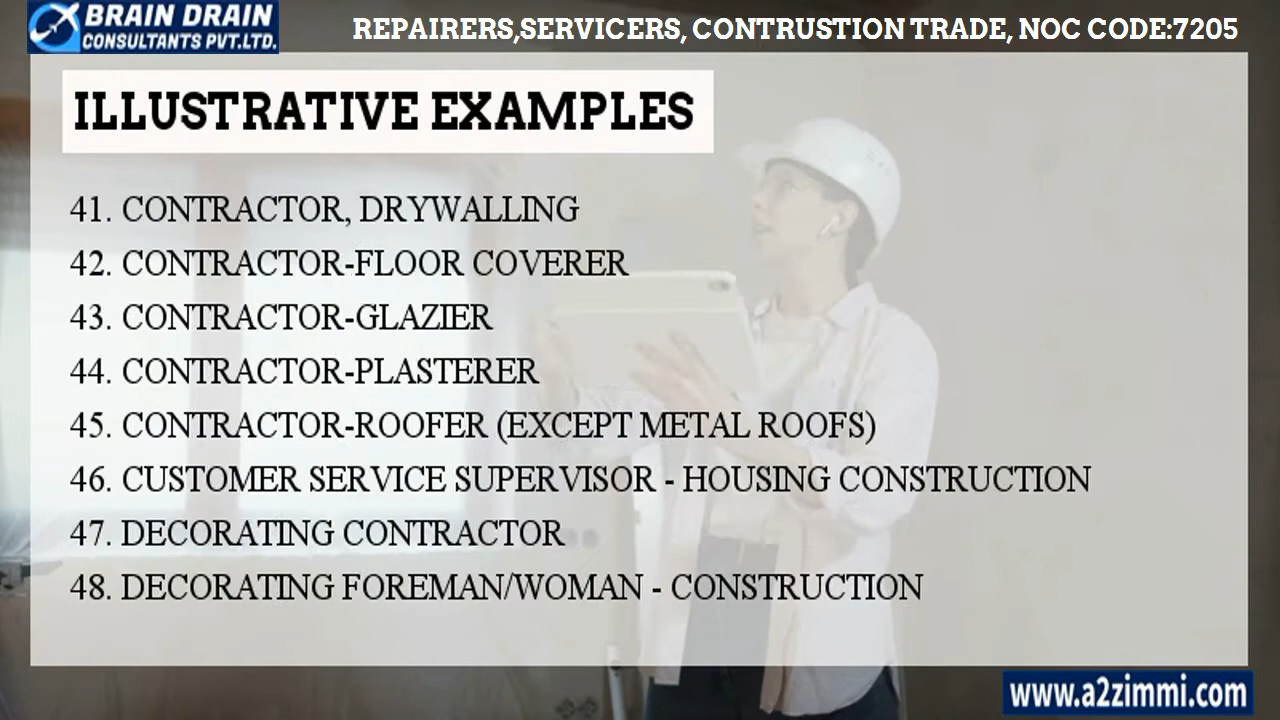 BRAIN DRAIN
CONSULTANTS PVT.LTD.
REPAIRERS,SERVICERS, CONTRUSTION TRADE, NOC CODE:7205
ILLUSTRATIVE EXAMPLES
41. CONTRACTOR, DRYWALLING
42. CONTRACTOR-FLOOR COVERER
43. CONTRACTOR-GLAZIER
44. CONTRACTOR-PLASTERER
45. CONTRACTOR-ROOFER (EXCEPT METAL ROOFS)
46. CUSTOMER SERVICE SUPERVISOR - HOUSING CONSTRUCTION
47. DECORATING CONTRACTOR
48. DECORATING FOREMAN/WOMAN - CONSTRUCTION
www.a2zimmi.com